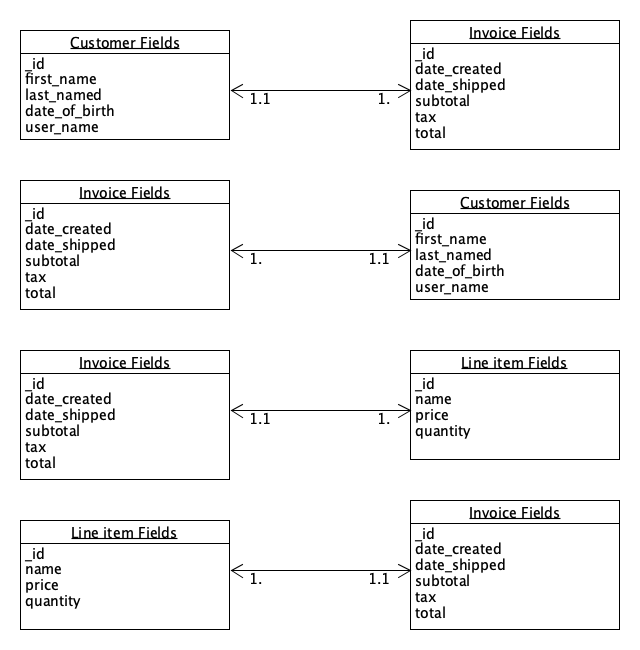 Customer Fields
_id
first_name
last_named
date_of_birth
user_name
1.1
1.
Invoice Fields
_id
date_created
date_shipped
subtotal
tax
total
Invoice Fields
_id
date_created
date_shipped
subtotal
tax
total
1.
1.1
Customer Fields
_id
first_name
last_named
date_of_birth
user_name
Invoice Fields
_id
date_created
date_shipped
subtotal
tax
total
1.1
1.
Line item Fields
_id
name
price
quantity
Line item Fields
_id
name
price
quantity
1.
1.1
Invoice Fields
_id
date_created
date_shipped
subtotal
tax
total